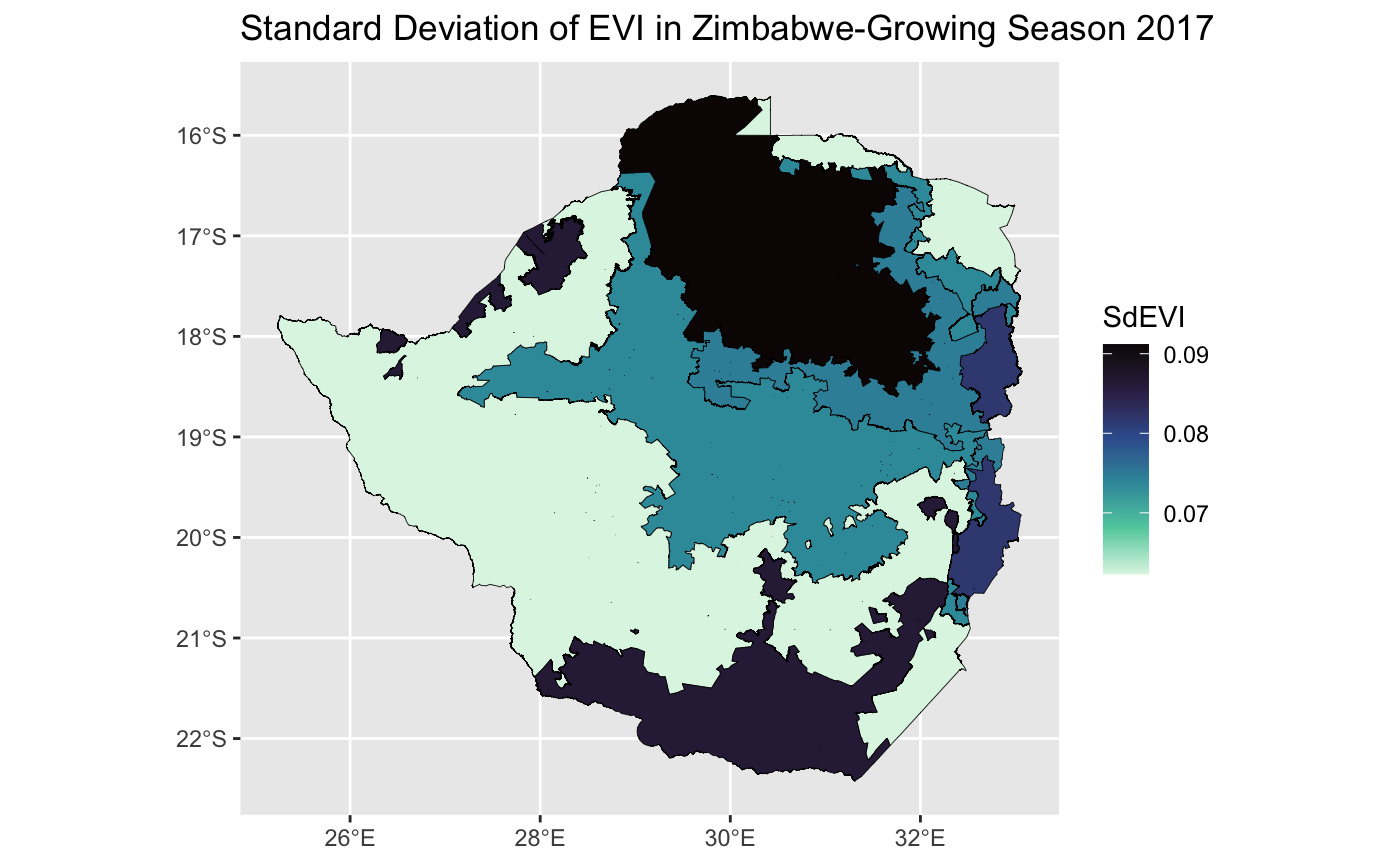 Standard Deviation of EVI in Zimbabwe-Growing Season 2017
16°S
17°S
18°S
19°S
20°S
21°S
22°S
26°E
28°E
30°E
32°E
SdEVI
0.09
0.08
0.07